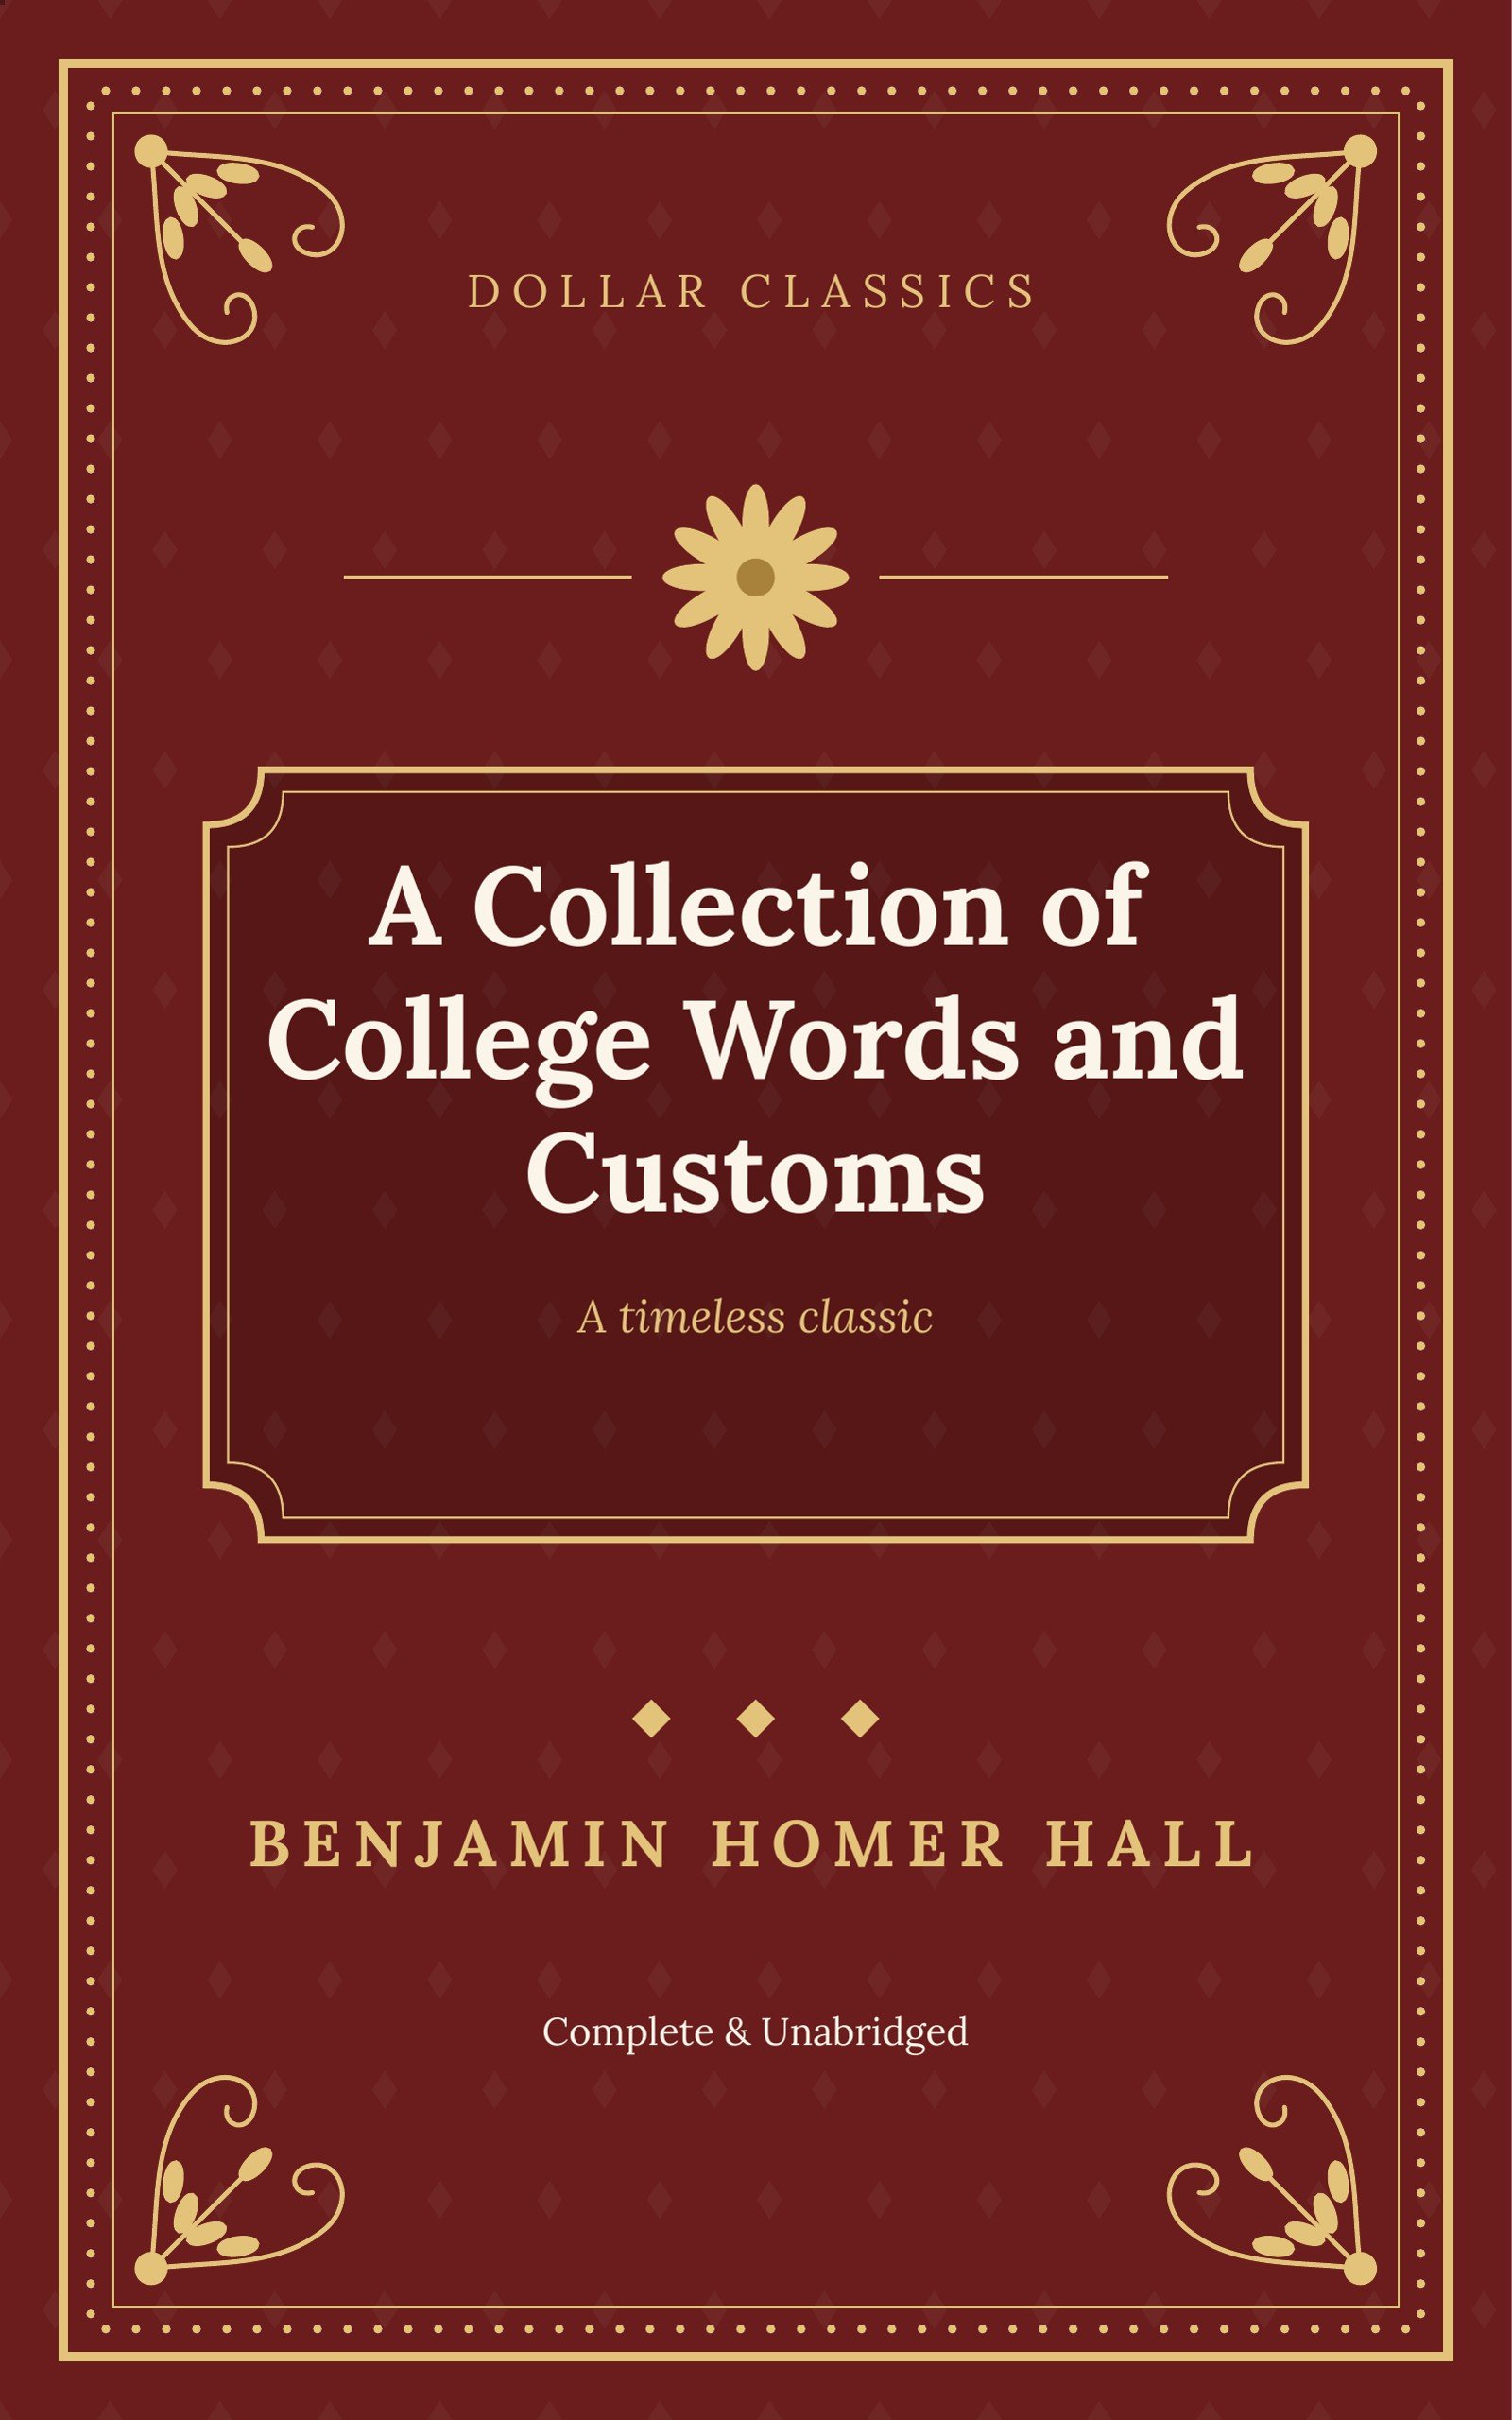 DOLLAR CLASSICS
A Collection of
College Words and
Customs
A timeless classic
BENJAMIN HOMER HALL
Complete & Unabridged